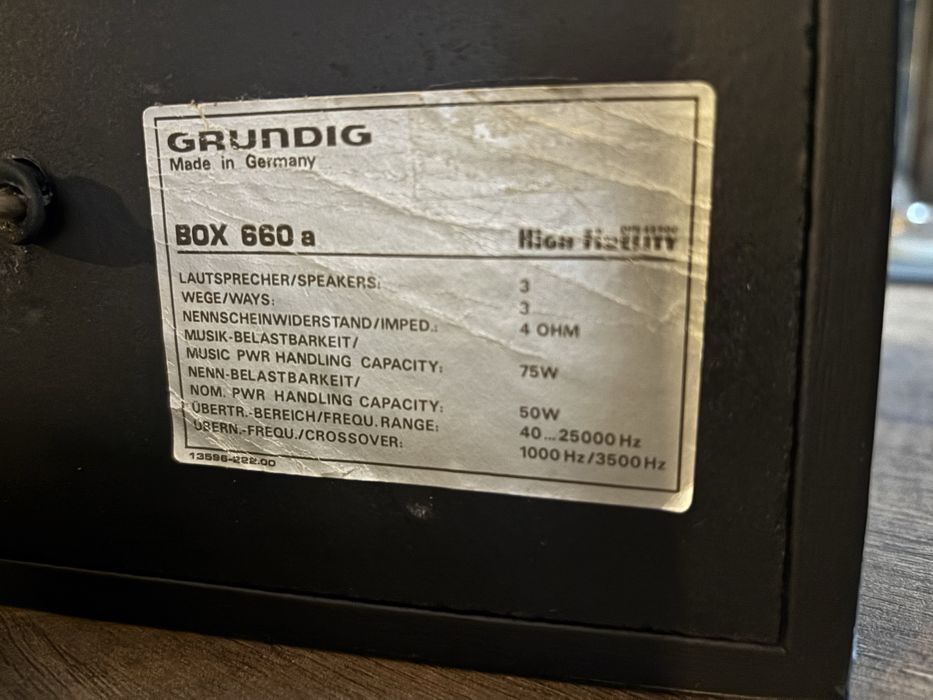 GRUNDIG
Made in Germany
BOX 660 a
High Fidelity
LAUTSPRECHER/SPEAKERS: 3
WEGE/WAYS: 3
NENNSCHEINWIDERSTAND/IMPED.: 4 OHM
MUSIK-BELASTBARKEIT/
MUSIC PWR HANDLING CAPACITY: 75W
NENN-BELASTBARKEIT/
NOM. PWR HANDLING CAPACITY: 50W
ÜBERTR.-BEREICH/FREQU. RANGE: 40...25000 Hz
ÜBERN.-FREQU./CROSSOVER: 1000 Hz/3500 Hz
13596-222.00